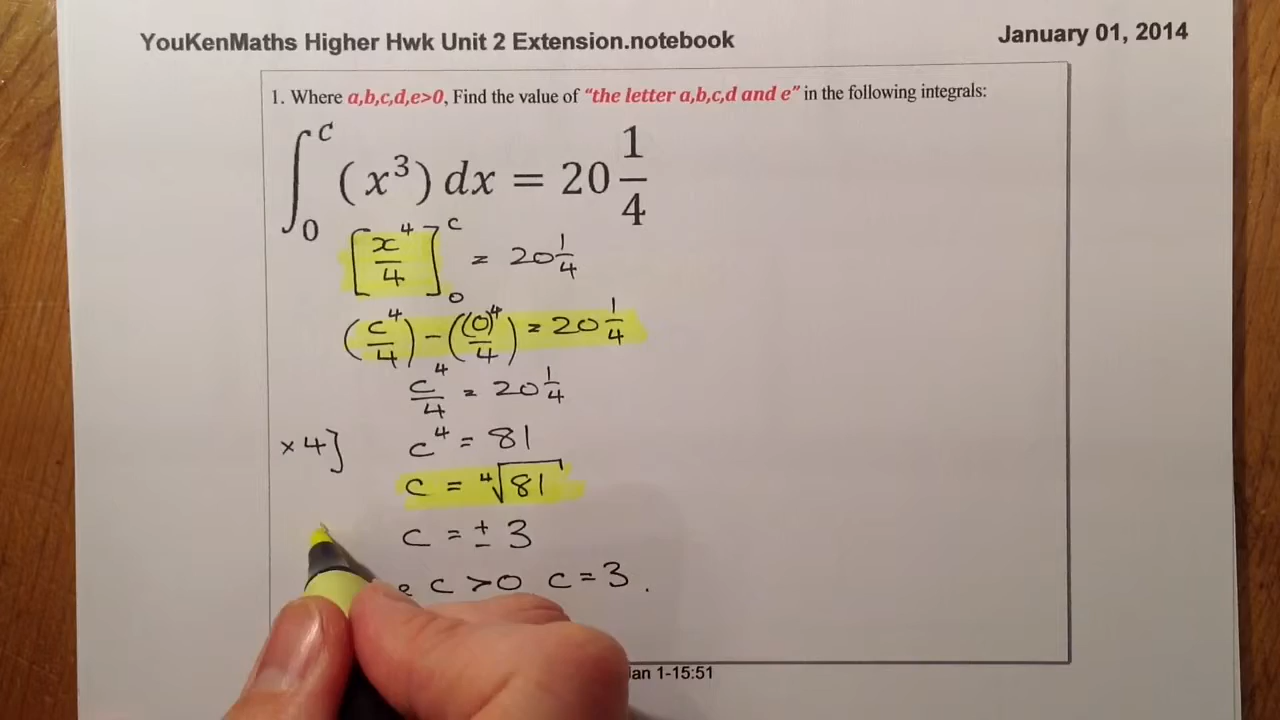 YouKenMaths Higher Hwk Unit 2 Extension.notebook
January 01, 2014
1. Where a,b,c,d,e>0, Find the value of “the letter a,b,c,d and e” in the following integrals:
∫₀ᶜ (x³) dx = 20 1/4
[x⁴/4]₀ᶜ = 20 1/4
(c⁴/4) − ((0)⁴/4) = 20 1/4
c⁴/4 = 20 1/4
×4] c⁴ = 81
c = ⁴√81
c = ± 3
c > 0 c = 3 .
1-15:51